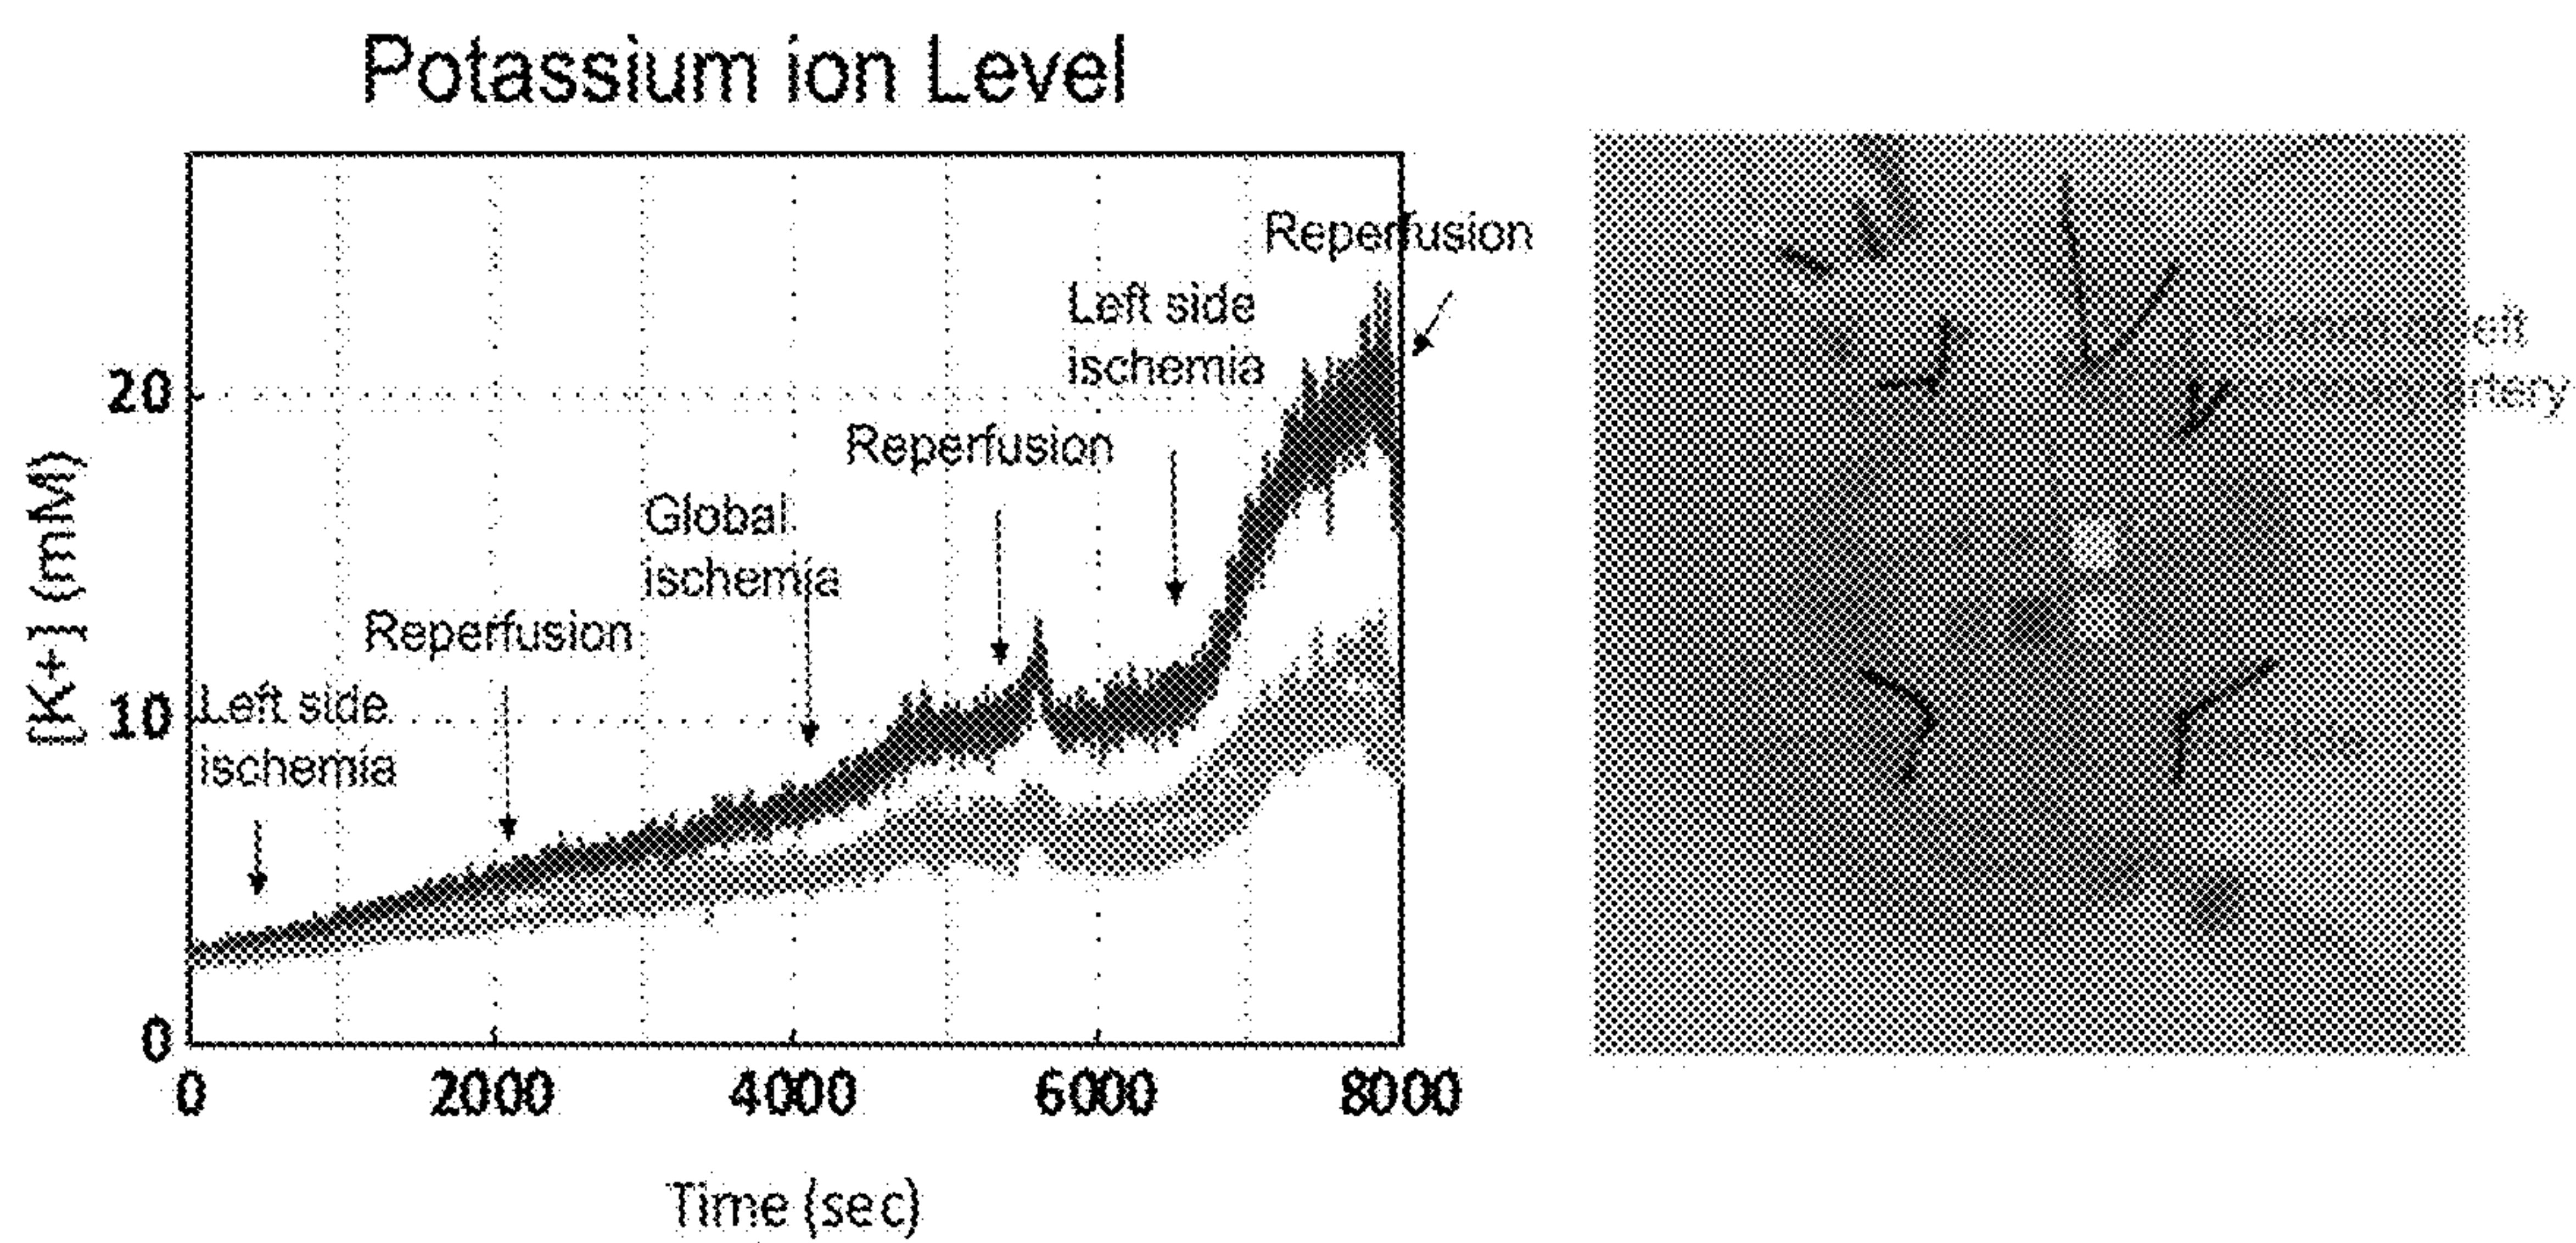 Potassium ion Level
Reperfusion
Left side
ischemia
Reperfusion
Global
ischemia
Reperfusion
Left side
ischemia
20
10
0
[K+] (mM)
0 2000 4000 6000 8000
Time (sec)
artery